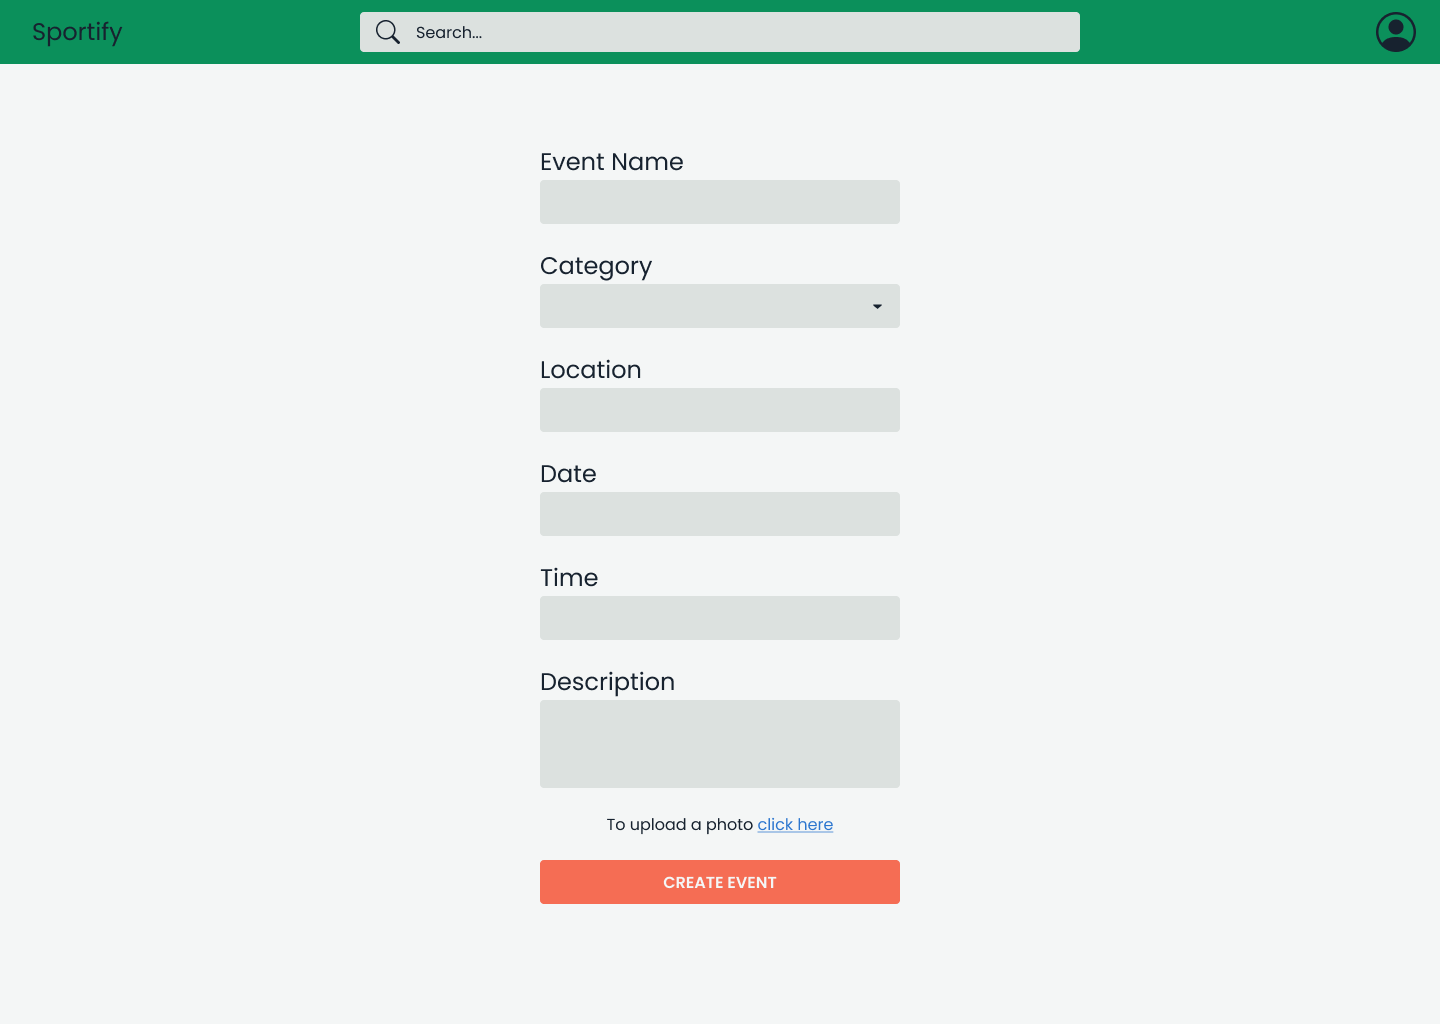 Sportify
Search...
Event Name
Category
Location
Date
Time
Description
To upload a photo click here
CREATE EVENT